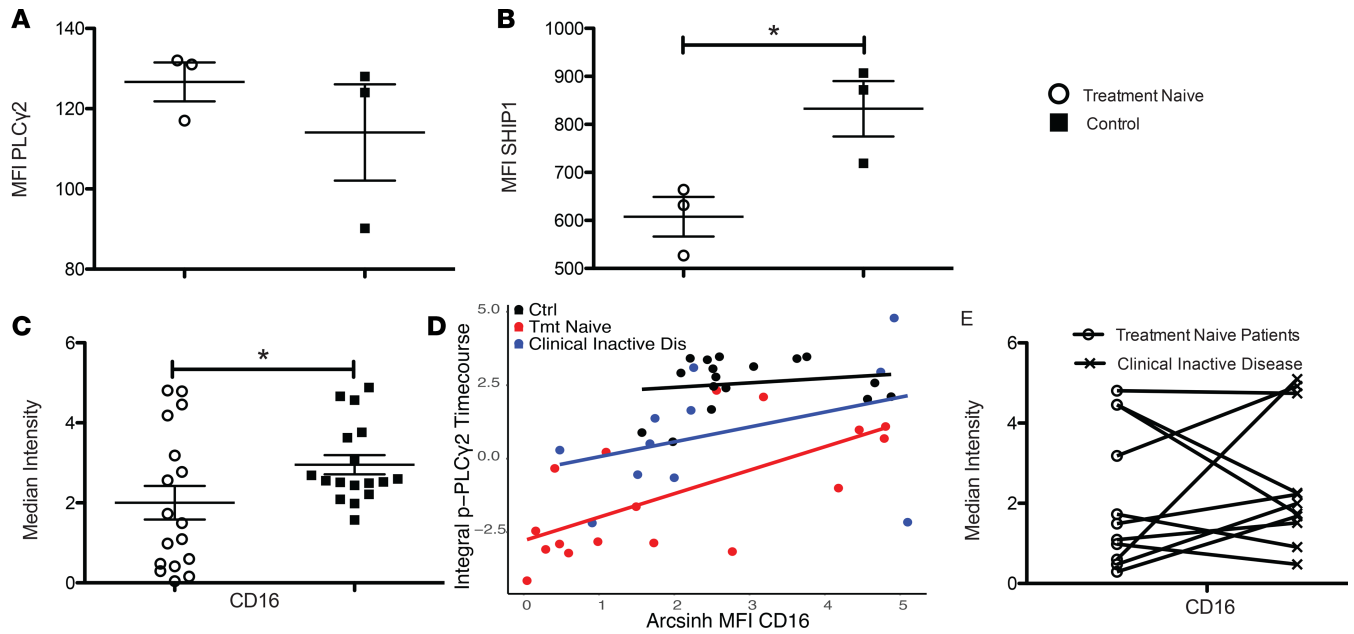 A
MFI PLCγ2
140
120
100
80
B
MFI SHIP1
1000
900
800
700
600
500
*
Treatment Naive
Control
C
Median Intensity
6
4
2
0
*
CD16
D
Integral p−PLCγ2 Timecourse
5.0
2.5
0.0
−2.5
Ctrl
Tmt Naive
Clinical Inactive Dis
0 1 2 3 4 5
Arcsinh MFI CD16
E
Median Intensity
6
4
2
0
Treatment Naive Patients
Clinical Inactive Disease
CD16